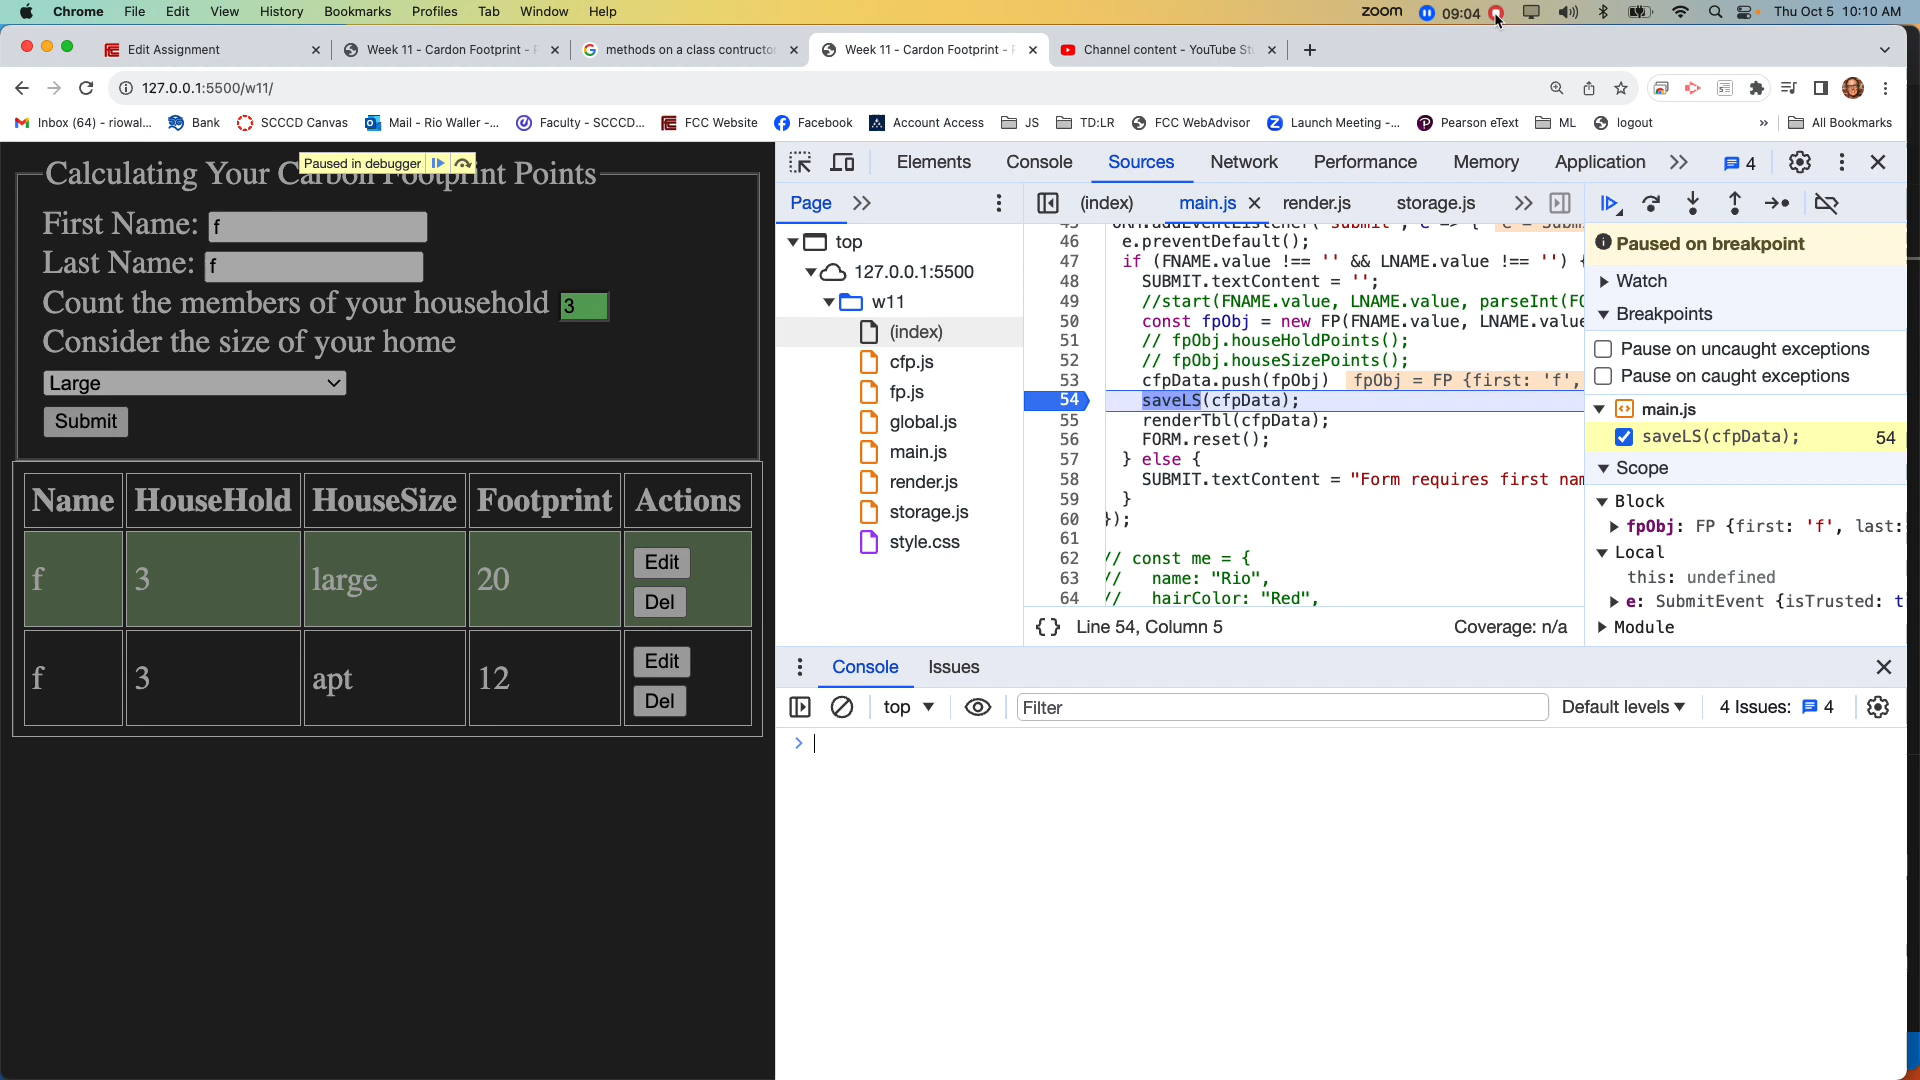 Chrome File Edit View History Bookmarks Profiles Tab Window Help zoom 09:04 Thu Oct 5 10:10 AM
Edit Assignment Week 11 - Cardon Footprint - methods on a class contructo Week 11 - Cardon Footprint - Channel content - YouTube St
127.0.0.1:5500/w11/
Inbox (64) - riowal... Bank SCCCD Canvas Mail - Rio Waller -... Faculty - SCCCD... FCC Website Facebook Account Access JS TD:LR FCC WebAdvisor Launch Meeting -... Pearson eText ML logout » All Bookmarks
Paused in debugger
Calculating Your Carbon Footprint Points
First Name: f
Last Name: f
Count the members of your household 3
Consider the size of your home
Large
Submit
Name HouseHold HouseSize Footprint Actions
f 3 large 20 Edit
Del
f 3 apt 12 Edit
Del
Elements Console Sources Network Performance Memory Application 4
Page
top
127.0.0.1:5500
w11
(index)
cfp.js
fp.js
global.js
main.js
render.js
storage.js
style.css
(index) main.js render.js storage.js
46 e.preventDefault();
47 if (FNAME.value !== '' && LNAME.value !== '') {
48 SUBMIT.textContent = '';
49 //start(FNAME.value, LNAME.value, parseInt(FO
50 const fpObj = new FP(FNAME.value, LNAME.value
51 // fpObj.houseHoldPoints();
52 // fpObj.houseSizePoints();
53 cfpData.push(fpObj) fpObj = FP {first: 'f',
54 saveLS(cfpData);
55 renderTbl(cfpData);
56 FORM.reset();
57 } else {
58 SUBMIT.textContent = "Form requires first nam
59 }
60 });
61
62 // const me = {
63 // name: "Rio",
64 // hairColor: "Red",
{} Line 54, Column 5 Coverage: n/a
Paused on breakpoint
Watch
Breakpoints
Pause on uncaught exceptions
Pause on caught exceptions
main.js
saveLS(cfpData); 54
Scope
Block
fpObj: FP {first: 'f', last:
Local
this: undefined
e: SubmitEvent {isTrusted: t
Module
Console Issues
top Filter Default levels 4 Issues: 4
>